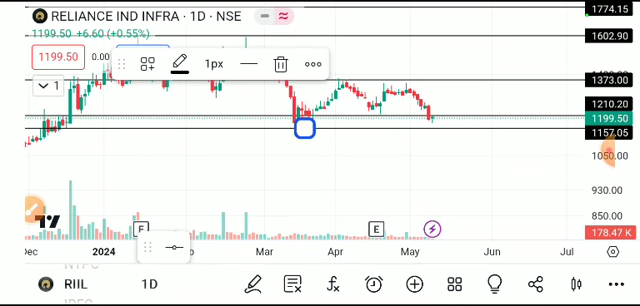 1774.15
RELIANCE IND INFRA · 1D · NSE
1199.50 +6.60 (+0.55%)
1602.90
1199.50
0.00
1px
1
1373.00
1210.20
1199.50
1157.05
1050.00
930.00
850.00
178.47 K
E
E
Dec
2024
Mar
Apr
May
Jun
Jul
RIIL
1D